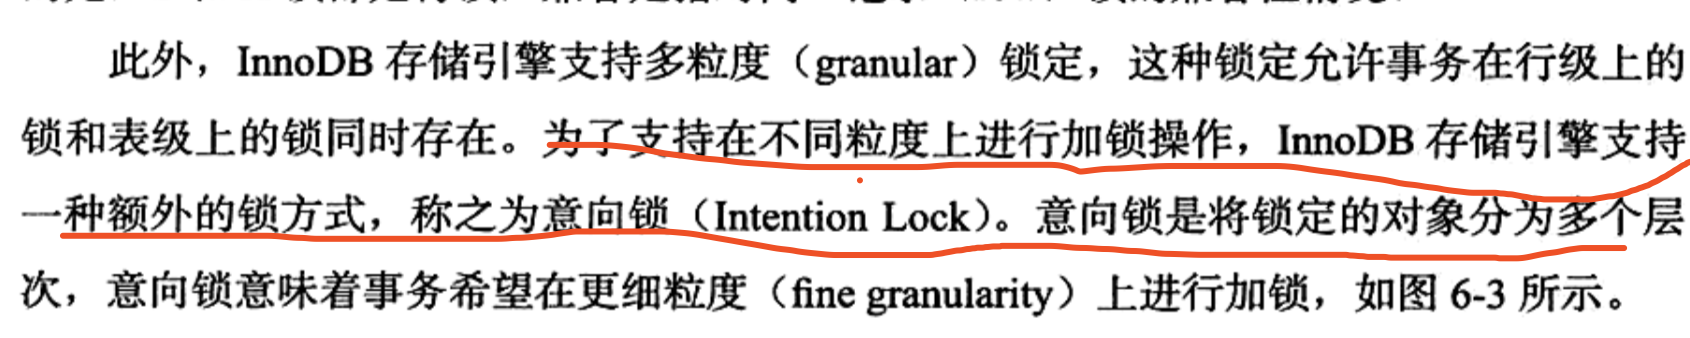 此外，InnoDB 存储引擎支持多粒度（granular）锁定，这种锁定允许事务在行级上的
锁和表级上的锁同时存在。为了支持在不同粒度上进行加锁操作，InnoDB 存储引擎支持
一种额外的锁方式，称之为意向锁（Intention Lock）。意向锁是将锁定的对象分为多个层
次，意向锁意味着事务希望在更细粒度（fine granularity）上进行加锁，如图 6-3 所示。